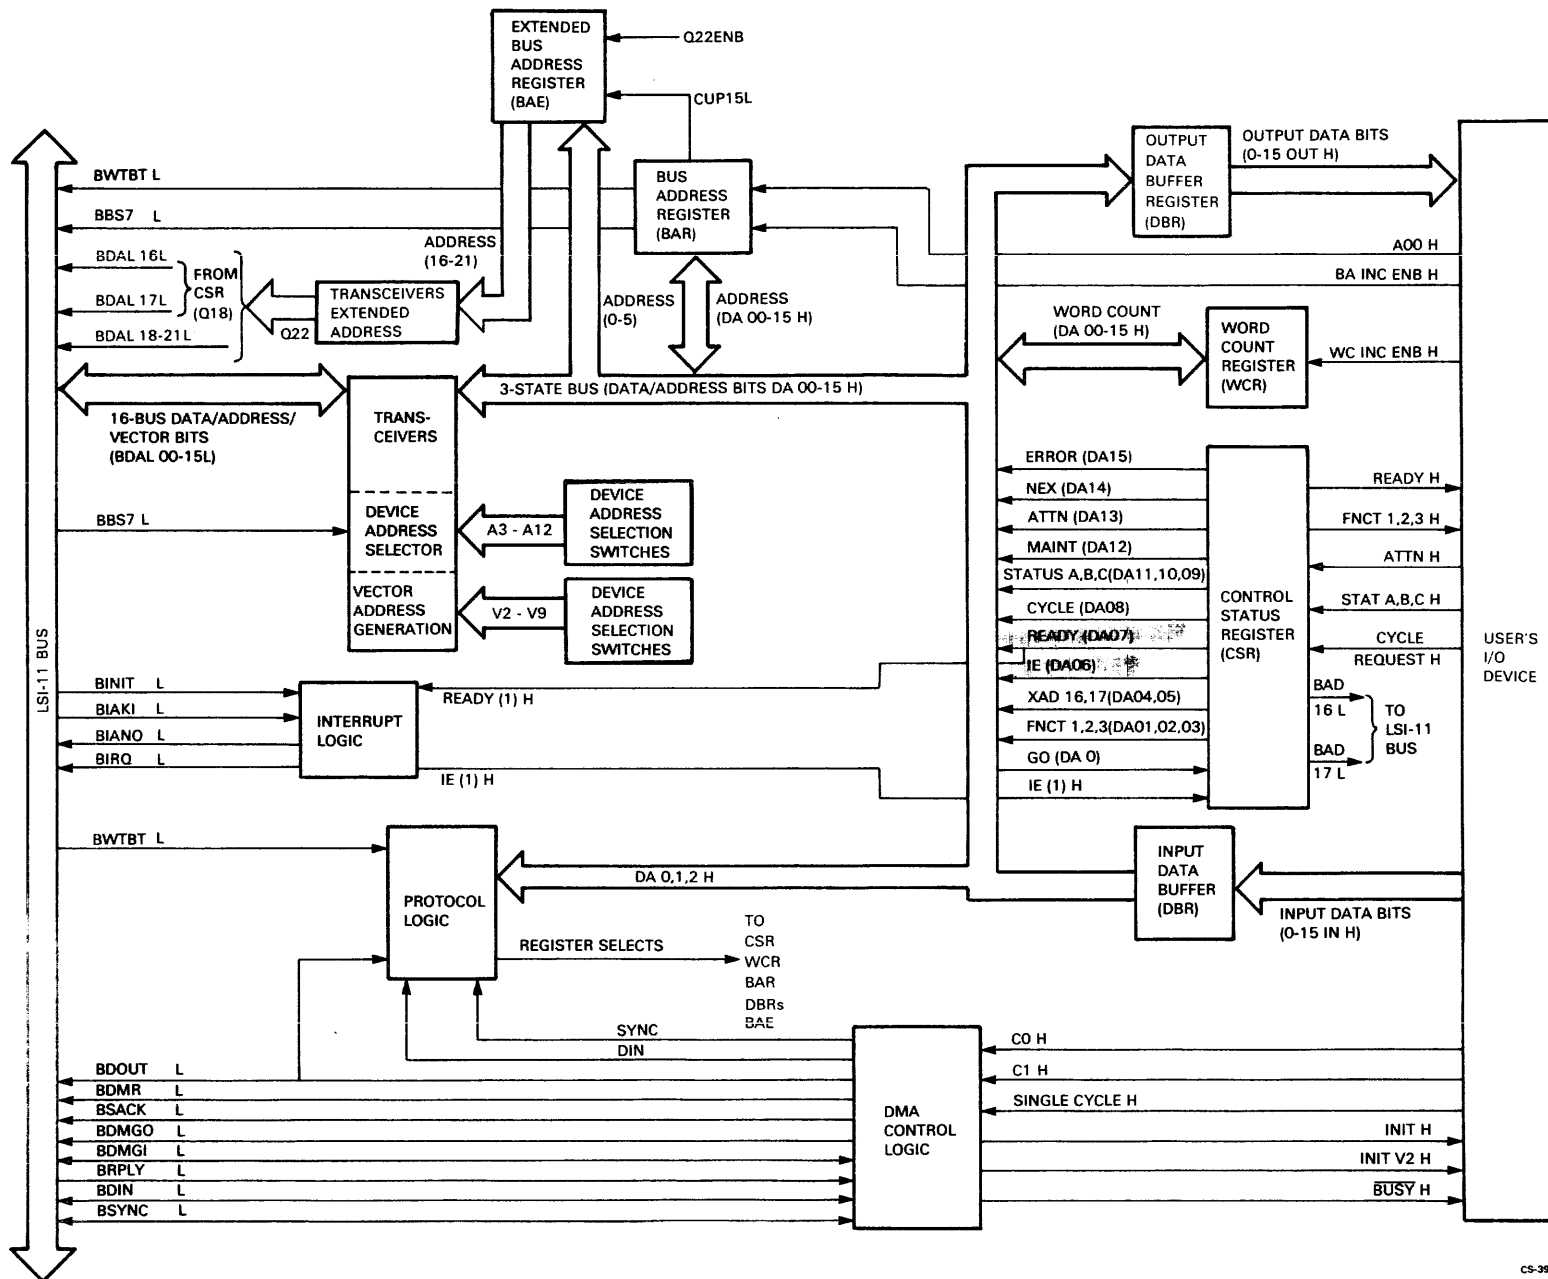 EXTENDED
BUS
ADDRESS
REGISTER
(BAE)
Q22ENB
CUP15L
BUS
ADDRESS
REGISTER
(BAR)
OUTPUT
DATA
BUFFER
REGISTER
(DBR)
OUTPUT DATA BITS
(0-15 OUT H)
BWTBT L
BBS7 L
BDAL 16L
BDAL 17L
BDAL 18-21L
FROM
CSR
(Q18)
Q22
TRANSCEIVERS
EXTENDED
ADDRESS
ADDRESS
(16-21)
ADDRESS
(0-5)
ADDRESS
(DA 00-15 H)
A00 H
BA INC ENB H
WORD COUNT
(DA 00-15 H)
WORD
COUNT
REGISTER
(WCR)
WC INC ENB H
3-STATE BUS (DATA/ADDRESS BITS DA 00-15 H)
16-BUS DATA/ADDRESS/
VECTOR BITS
(BDAL 00-15L)
TRANS-
CEIVERS
BBS7 L
DEVICE
ADDRESS
SELECTOR
A3 - A12
DEVICE
ADDRESS
SELECTION
SWITCHES
VECTOR
ADDRESS
GENERATION
V2 - V9
DEVICE
ADDRESS
SELECTION
SWITCHES
ERROR (DA15)
NEX (DA14)
ATTN (DA13)
MAINT (DA12)
STATUS A,B,C(DA11,10,09)
CYCLE (DA08)
READY (DA07)
IE (DA06)
XAD 16,17(DA04,05)
FNCT 1,2,3(DA01,02,03)
GO (DA 0)
IE (1) H
CONTROL
STATUS
REGISTER
(CSR)
READY H
FNCT 1,2,3 H
ATTN H
STAT A,B,C H
CYCLE
REQUEST H
BAD
16 L
BAD
17 L
TO
LSI-11
BUS
USER'S
I/O
DEVICE
LSI-11 BUS
BINIT L
BIAKI L
BIANO L
BIRQ L
INTERRUPT
LOGIC
READY (1) H
IE (1) H
BWTBT L
PROTOCOL
LOGIC
DA 0,1,2 H
INPUT
DATA
BUFFER
(DBR)
INPUT DATA BITS
(0-15 IN H)
REGISTER SELECTS
TO
CSR
WCR
BAR
DBRs
BAE
SYNC
DIN
BDOUT L
BDMR L
BSACK L
BDMGO L
BDMGI L
BRPLY L
BDIN L
BSYNC L
DMA
CONTROL
LOGIC
C0 H
C1 H
SINGLE CYCLE H
INIT H
INIT V2 H
BUSY H
CS-39